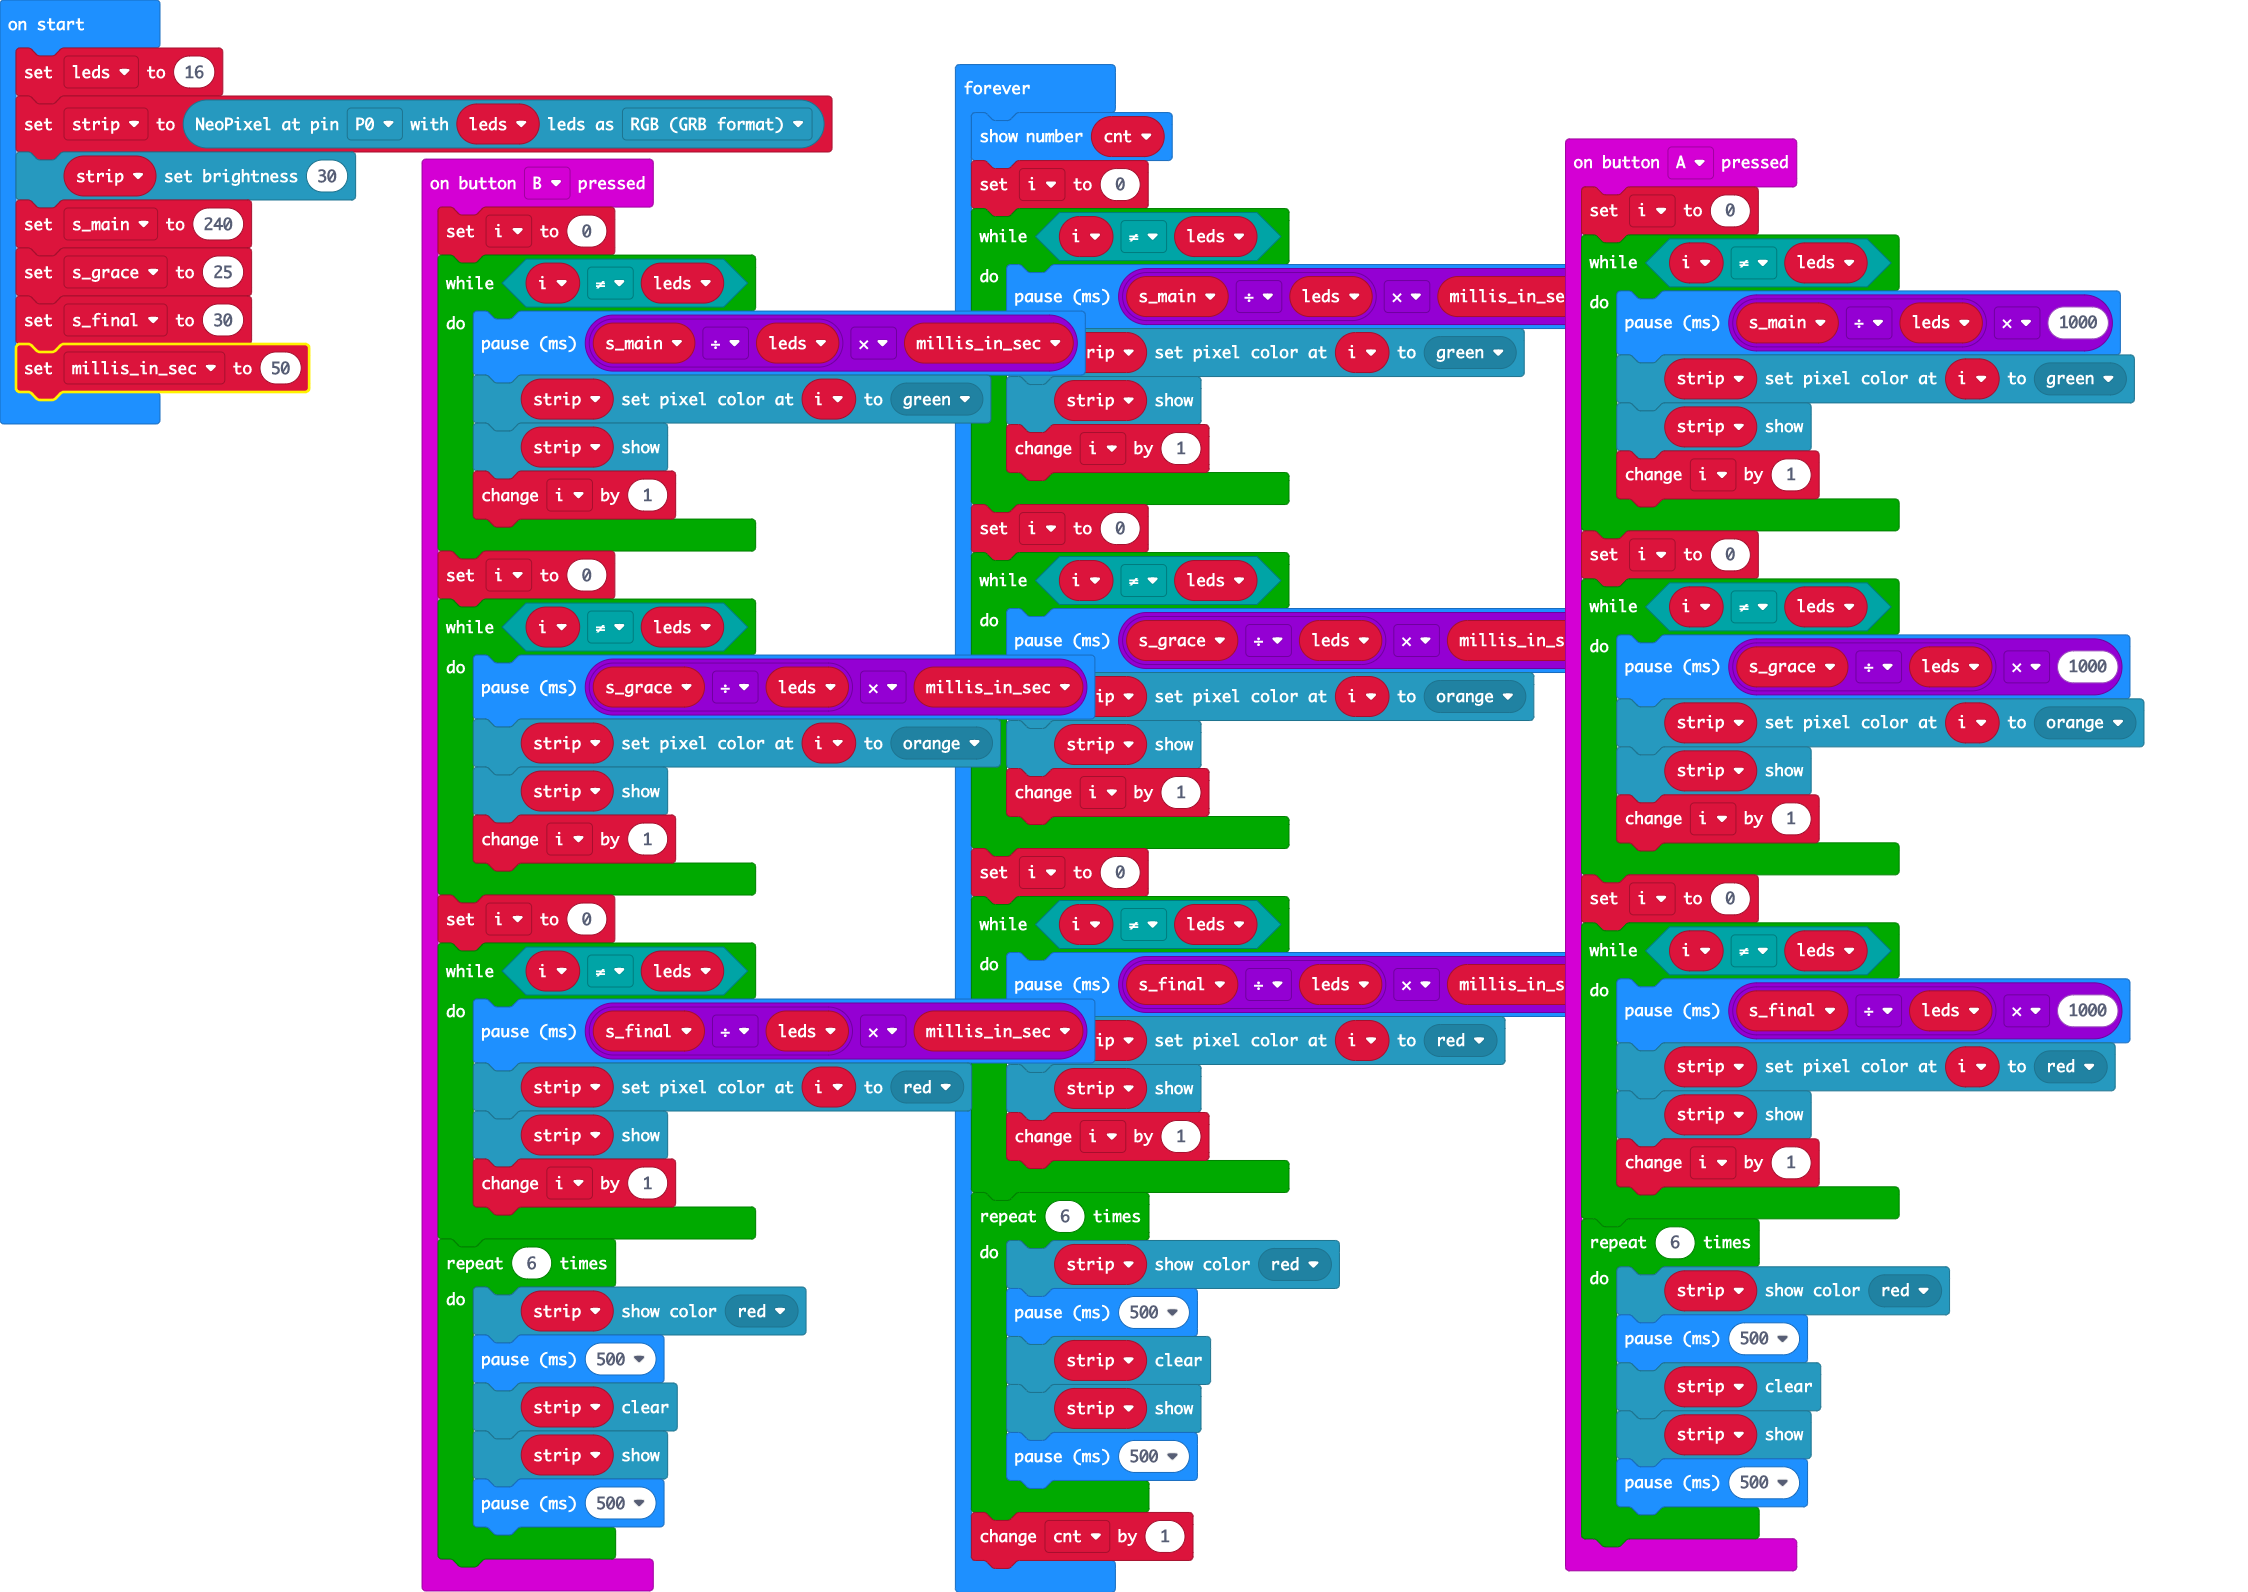 on start
set leds to 16
set strip to NeoPixel at pin P0 with leds leds as RGB (GRB format)
strip set brightness 30
set s_main to 240
set s_grace to 25
set s_final to 30
set millis_in_sec to 50
on button B pressed
set i to 0
while i ≠ leds
do
pause (ms) s_main ÷ leds × millis_in_sec
strip set pixel color at i to green
strip show
change i by 1
set i to 0
while i ≠ leds
do
pause (ms) s_grace ÷ leds × millis_in_sec
strip set pixel color at i to orange
strip show
change i by 1
set i to 0
while i ≠ leds
do
pause (ms) s_final ÷ leds × millis_in_sec
strip set pixel color at i to red
strip show
change i by 1
repeat 6 times
do
strip show color red
pause (ms) 500
strip clear
strip show
pause (ms) 500
forever
show number cnt
set i to 0
while i ≠ leds
do
pause (ms) s_main ÷ leds × millis_in_se
rip set pixel color at i to green
strip show
change i by 1
set i to 0
while i ≠ leds
do
pause (ms) s_grace ÷ leds × millis_in_s
ip set pixel color at i to orange
strip show
change i by 1
set i to 0
while i ≠ leds
do
pause (ms) s_final ÷ leds × millis_in_s
ip set pixel color at i to red
strip show
change i by 1
repeat 6 times
do
strip show color red
pause (ms) 500
strip clear
strip show
pause (ms) 500
change cnt by 1
on button A pressed
set i to 0
while i ≠ leds
do
pause (ms) s_main ÷ leds × 1000
strip set pixel color at i to green
strip show
change i by 1
set i to 0
while i ≠ leds
do
pause (ms) s_grace ÷ leds × 1000
strip set pixel color at i to orange
strip show
change i by 1
set i to 0
while i ≠ leds
do
pause (ms) s_final ÷ leds × 1000
strip set pixel color at i to red
strip show
change i by 1
repeat 6 times
do
strip show color red
pause (ms) 500
strip clear
strip show
pause (ms) 500